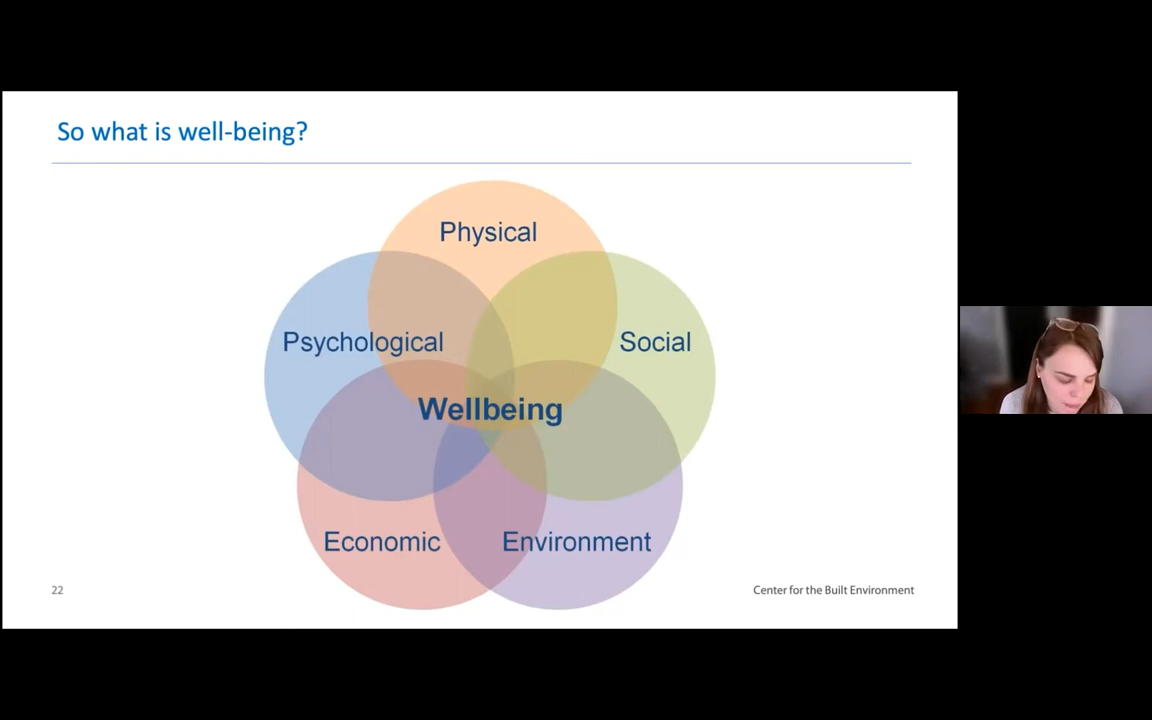 So what is well-being?
Physical
Psychological
Social
Wellbeing
Economic
Environment
22
Center for the Built Environment